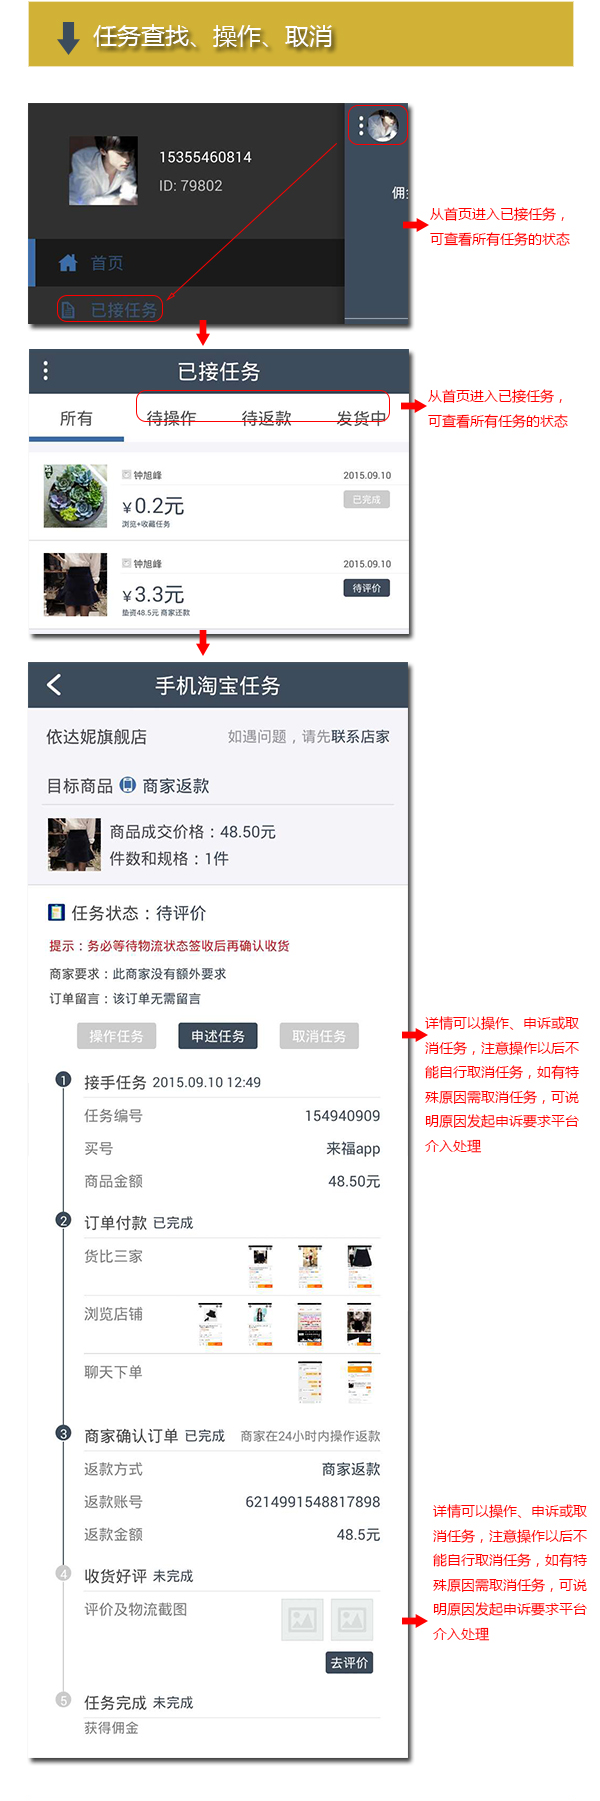 任务查找、操作、取消
15355460814
ID: 79802
佣
首页
已接任务
从首页进入已接任务，
可查看所有任务的状态
已接任务
所有 待操作 待返款 发货中
从首页进入已接任务，
可查看所有任务的状态
钟旭峰 2015.09.10
¥0.2元 已完成
浏览+收藏任务
钟旭峰 2015.09.10
¥3.3元 待评价
垫资48.5元 商家还款
手机淘宝任务
依达妮旗舰店 如遇问题，请先联系店家
目标商品 商家返款
商品成交价格：48.50元
件数和规格：1件
任务状态：待评价
提示：务必等待物流状态签收后再确认收货
商家要求：此商家没有额外要求
订单留言：该订单无需留言
操作任务 申述任务 取消任务
详情可以操作、申诉或取
消任务，注意操作以后不
能自行取消任务，如有特
殊原因需取消任务，可说
明原因发起申诉要求平台
介入处理
1 接手任务 2015.09.10 12:49
任务编号 154940909
买号 来福app
商品金额 48.50元
2 订单付款 已完成
货比三家
浏览店铺
聊天下单
3 商家确认订单 已完成 商家在24小时内操作返款
返款方式 商家返款
返款账号 6214991548817898
返款金额 48.5元
4 收货好评 未完成
评价及物流截图
去评价
5 任务完成 未完成
获得佣金
详情可以操作、申诉或取
消任务，注意操作以后不
能自行取消任务，如有特
殊原因需取消任务，可说
明原因发起申诉要求平台
介入处理